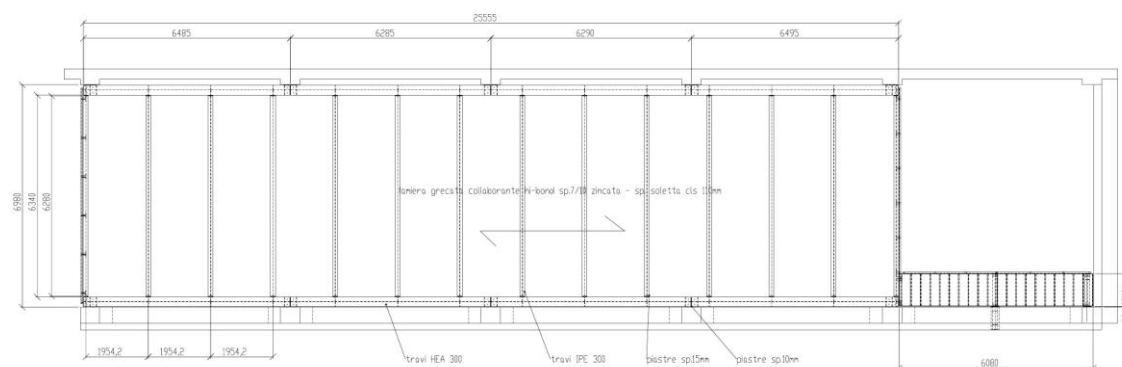 25555
6485 6285 6290 6495
6980 6340 6280
lamiera grecata collaborante hi-bond sp.7/10 zincata - sp. soletta cls 110mm
1954,2 1954,2 1954,2
travi HEA 300 travi IPE 300 piastre sp.15mm piastre sp.10mm
6080